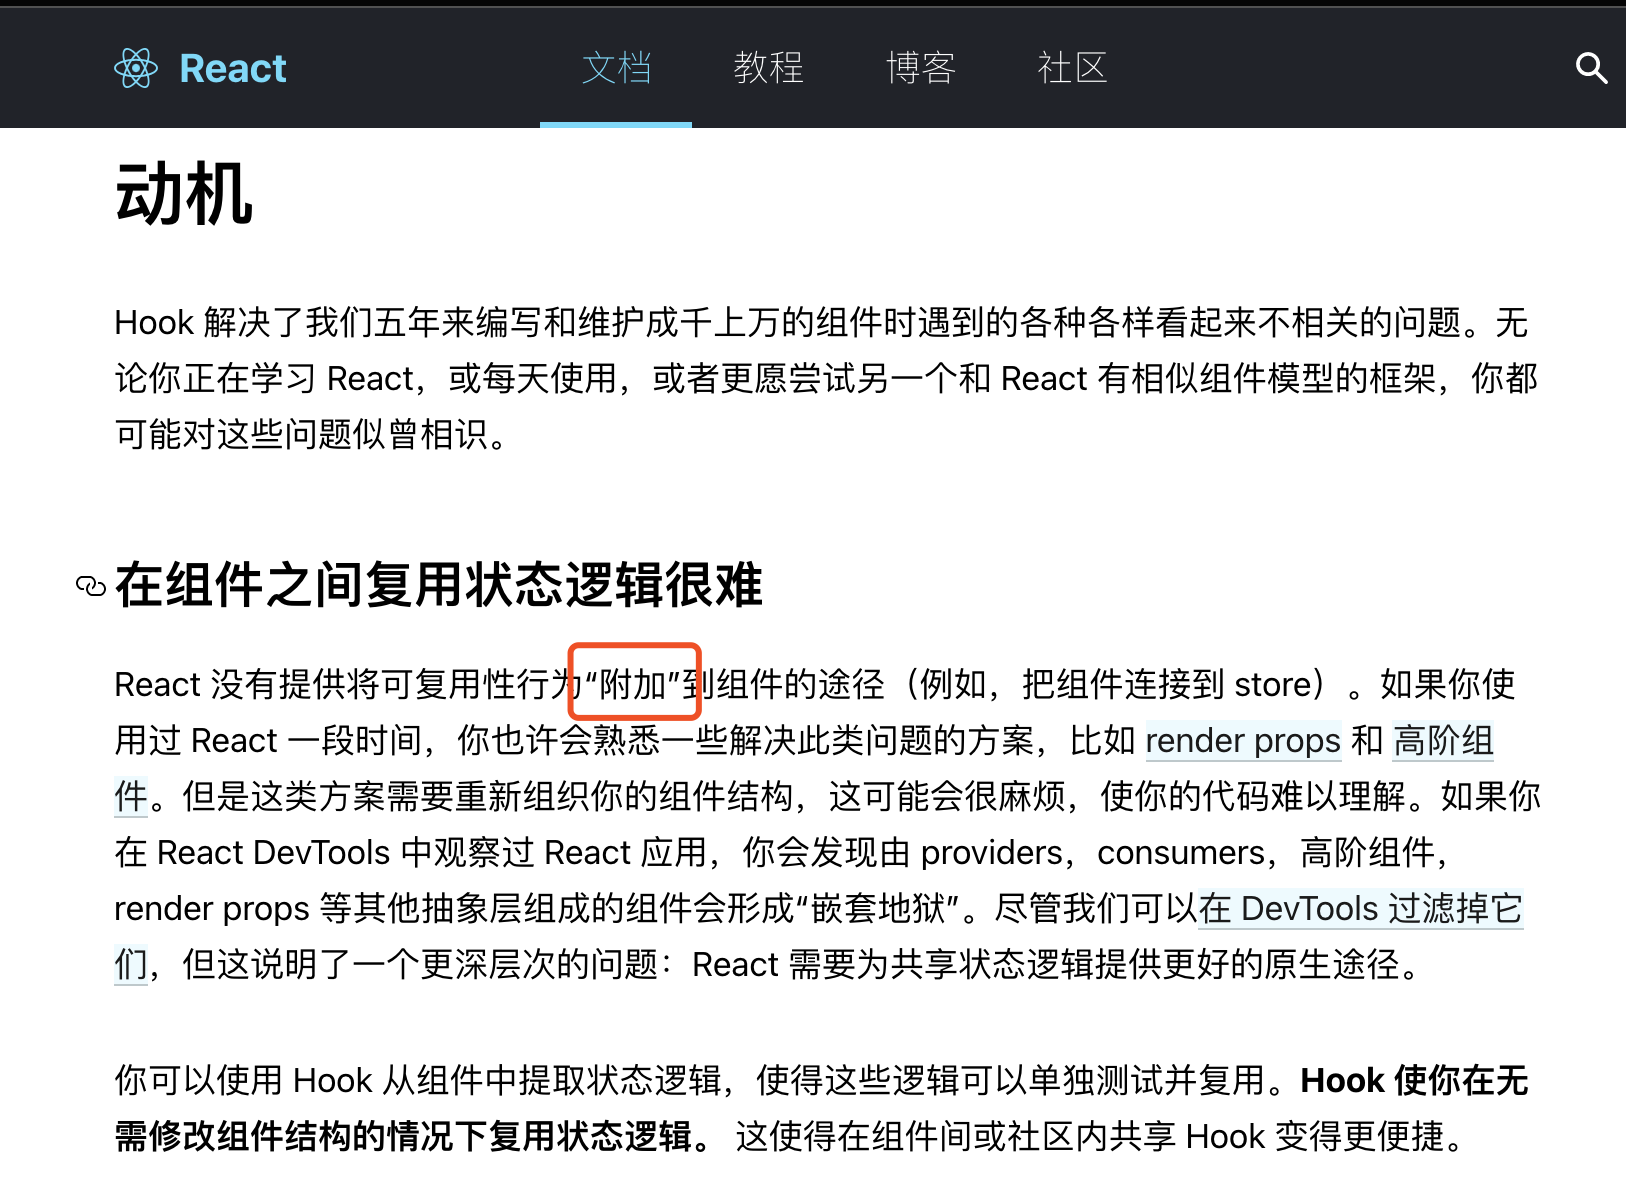 React
文档
教程
博客
社区
动机
Hook 解决了我们五年来编写和维护成千上万的组件时遇到的各种各样看起来不相关的问题。无
论你正在学习 React，或每天使用，或者更愿尝试另一个和 React 有相似组件模型的框架，你都
可能对这些问题似曾相识。
在组件之间复用状态逻辑很难
React 没有提供将可复用性行为“附加”到组件的途径（例如，把组件连接到 store）。如果你使
用过 React 一段时间，你也许会熟悉一些解决此类问题的方案，比如 render props 和 高阶组
件。但是这类方案需要重新组织你的组件结构，这可能会很麻烦，使你的代码难以理解。如果你
在 React DevTools 中观察过 React 应用，你会发现由 providers，consumers，高阶组件，
render props 等其他抽象层组成的组件会形成“嵌套地狱”。尽管我们可以在 DevTools 过滤掉它
们，但这说明了一个更深层次的问题：React 需要为共享状态逻辑提供更好的原生途径。
你可以使用 Hook 从组件中提取状态逻辑，使得这些逻辑可以单独测试并复用。Hook 使你在无
需修改组件结构的情况下复用状态逻辑。 这使得在组件间或社区内共享 Hook 变得更便捷。